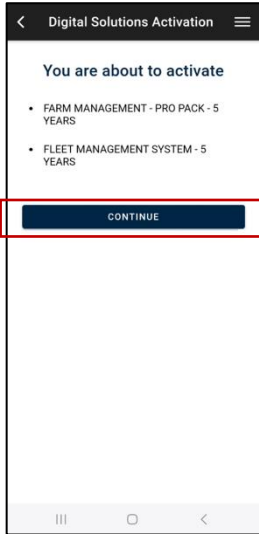 Digital Solutions Activation
You are about to activate
• FARM MANAGEMENT - PRO PACK - 5
YEARS
• FLEET MANAGEMENT SYSTEM - 5
YEARS
CONTINUE